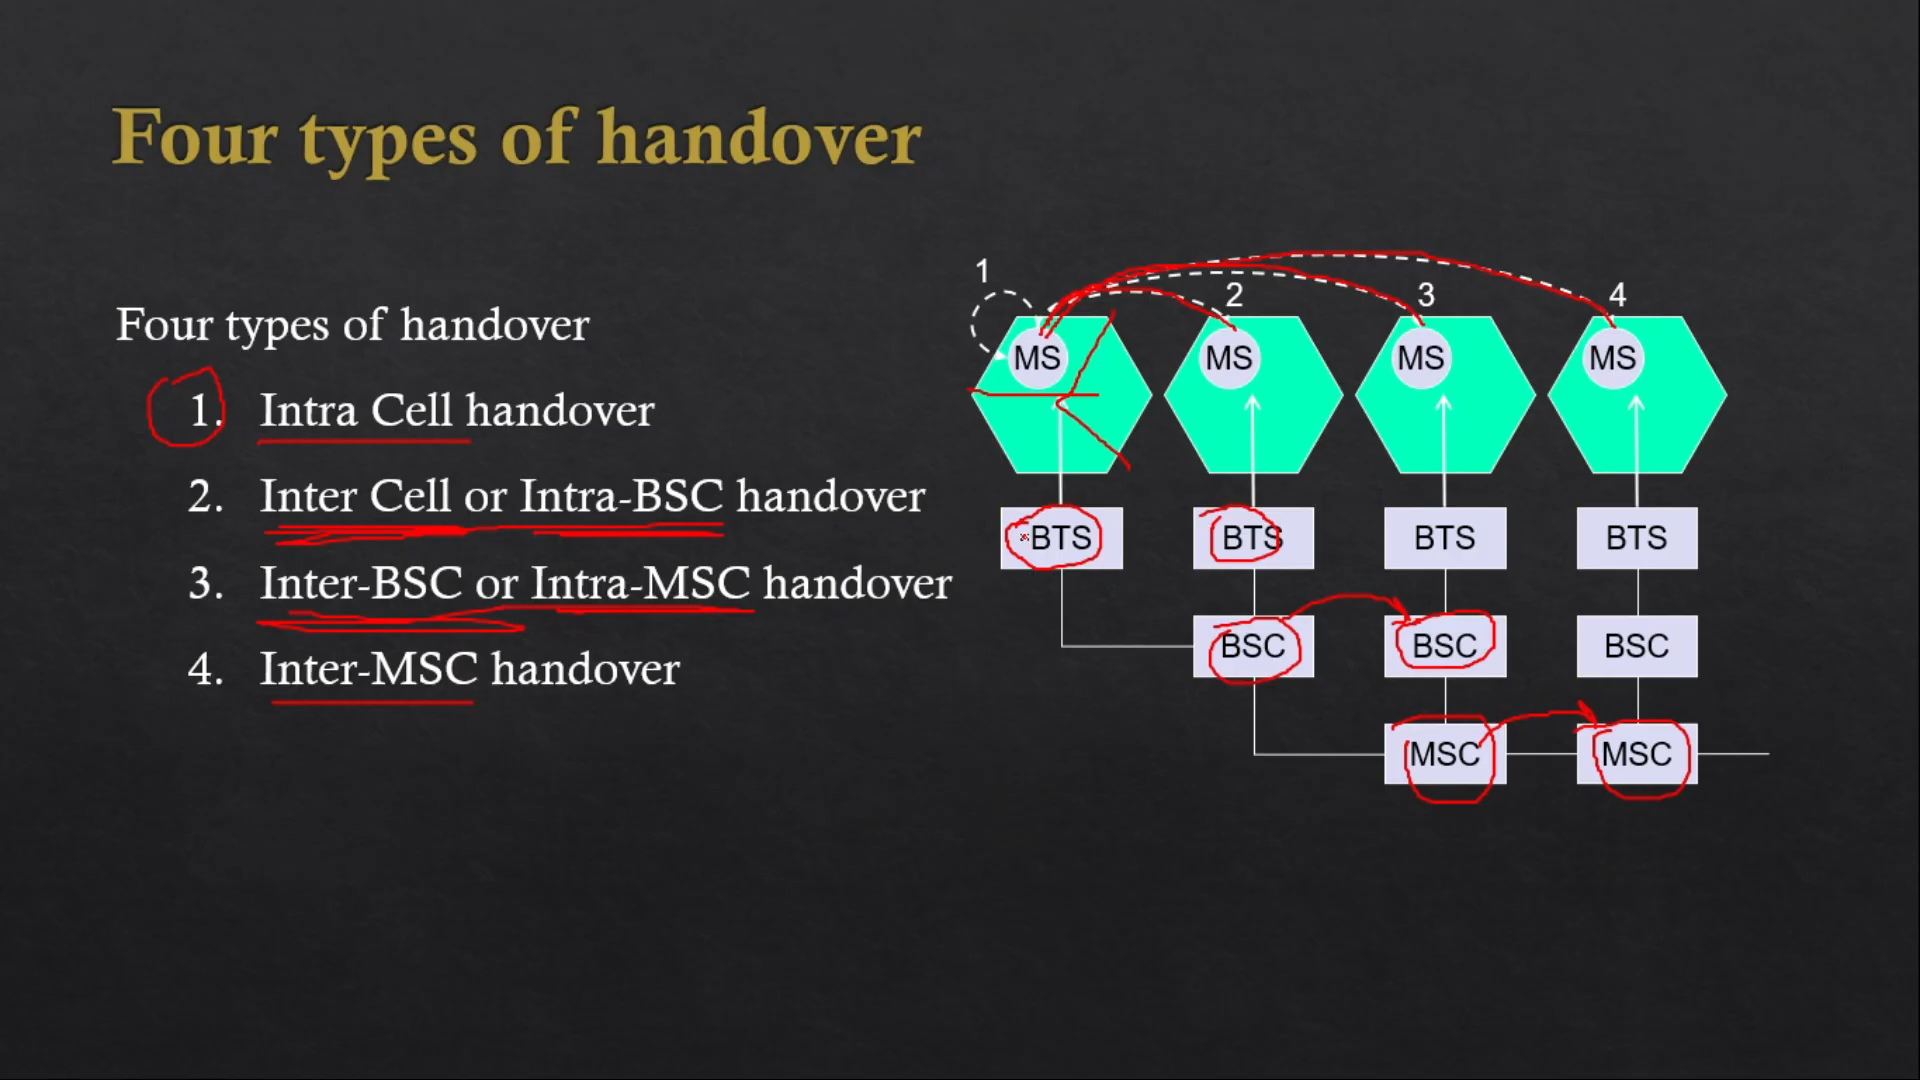 Four types of handover
Four types of handover
1. Intra Cell handover
2. Inter Cell or Intra-BSC handover
3. Inter-BSC or Intra-MSC handover
4. Inter-MSC handover
1
2
3
4
MS
MS
MS
MS
BTS
BTS
BTS
BTS
BSC
BSC
BSC
MSC
MSC